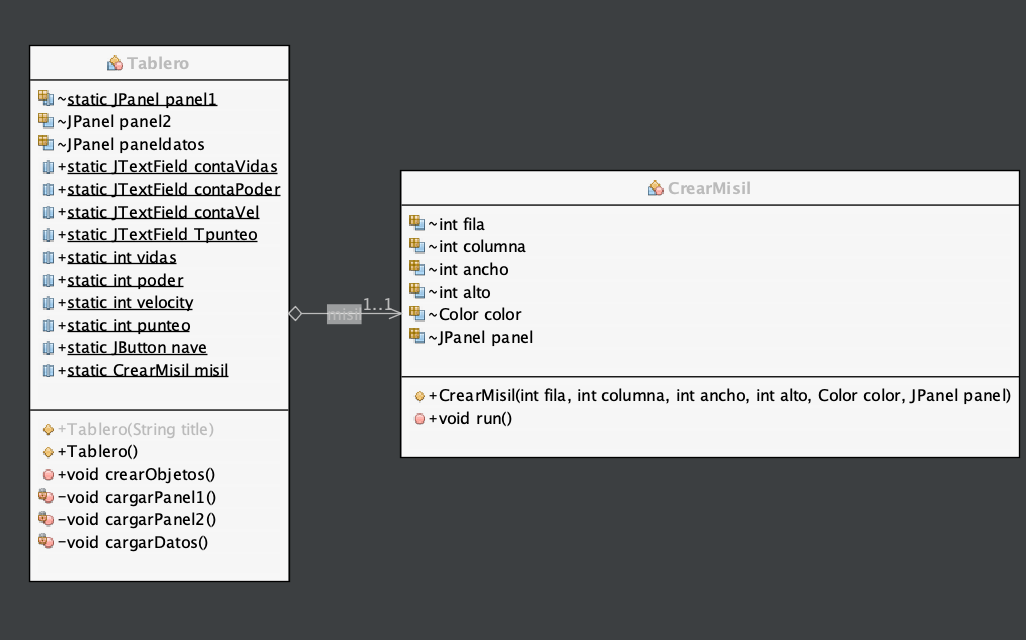 Tablero
~static JPanel panel1
~JPanel panel2
~JPanel paneldatos
+static JTextField contaVidas
+static JTextField contaPoder
+static JTextField contaVel
+static JTextField Tpunteo
+static int vidas
+static int poder
+static int velocity
+static int punteo
+static JButton nave
+static CrearMisil misil
+Tablero(String title)
+Tablero()
+void crearObjetos()
-void cargarPanel1()
-void cargarPanel2()
-void cargarDatos()
misil
1..1
CrearMisil
~int fila
~int columna
~int ancho
~int alto
~Color color
~JPanel panel
+CrearMisil(int fila, int columna, int ancho, int alto, Color color, JPanel panel)
+void run()